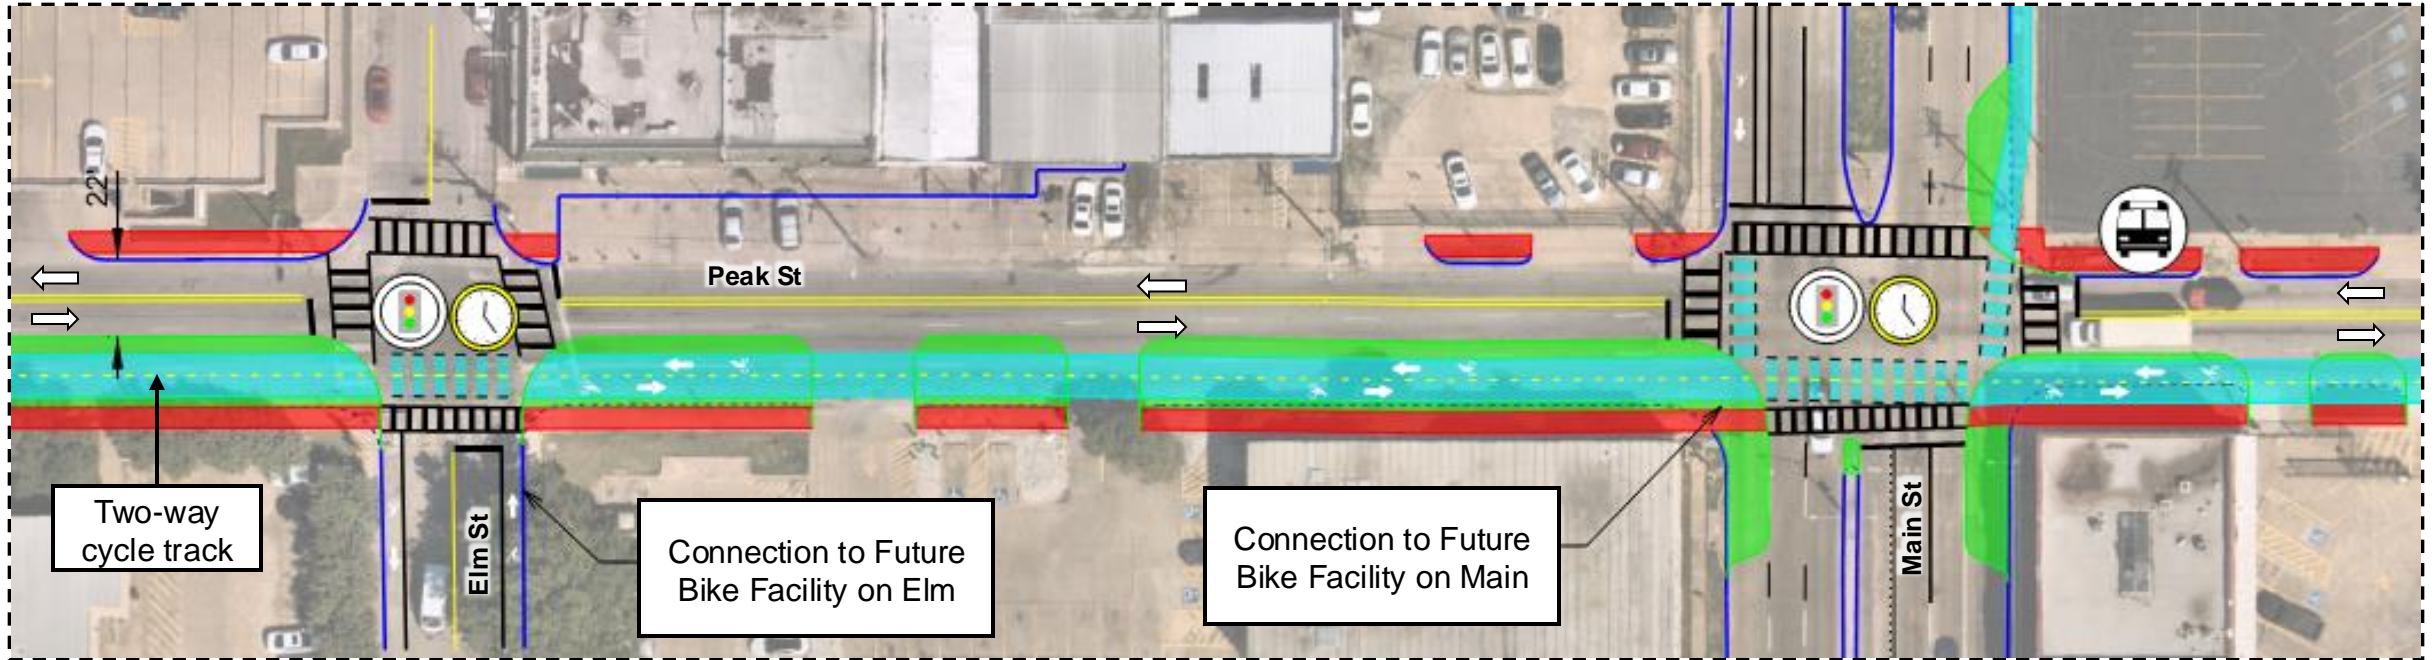 22'
Peak St
Two-way
cycle track
Elm St
Connection to Future
Bike Facility on Elm
Connection to Future
Bike Facility on Main
Main St